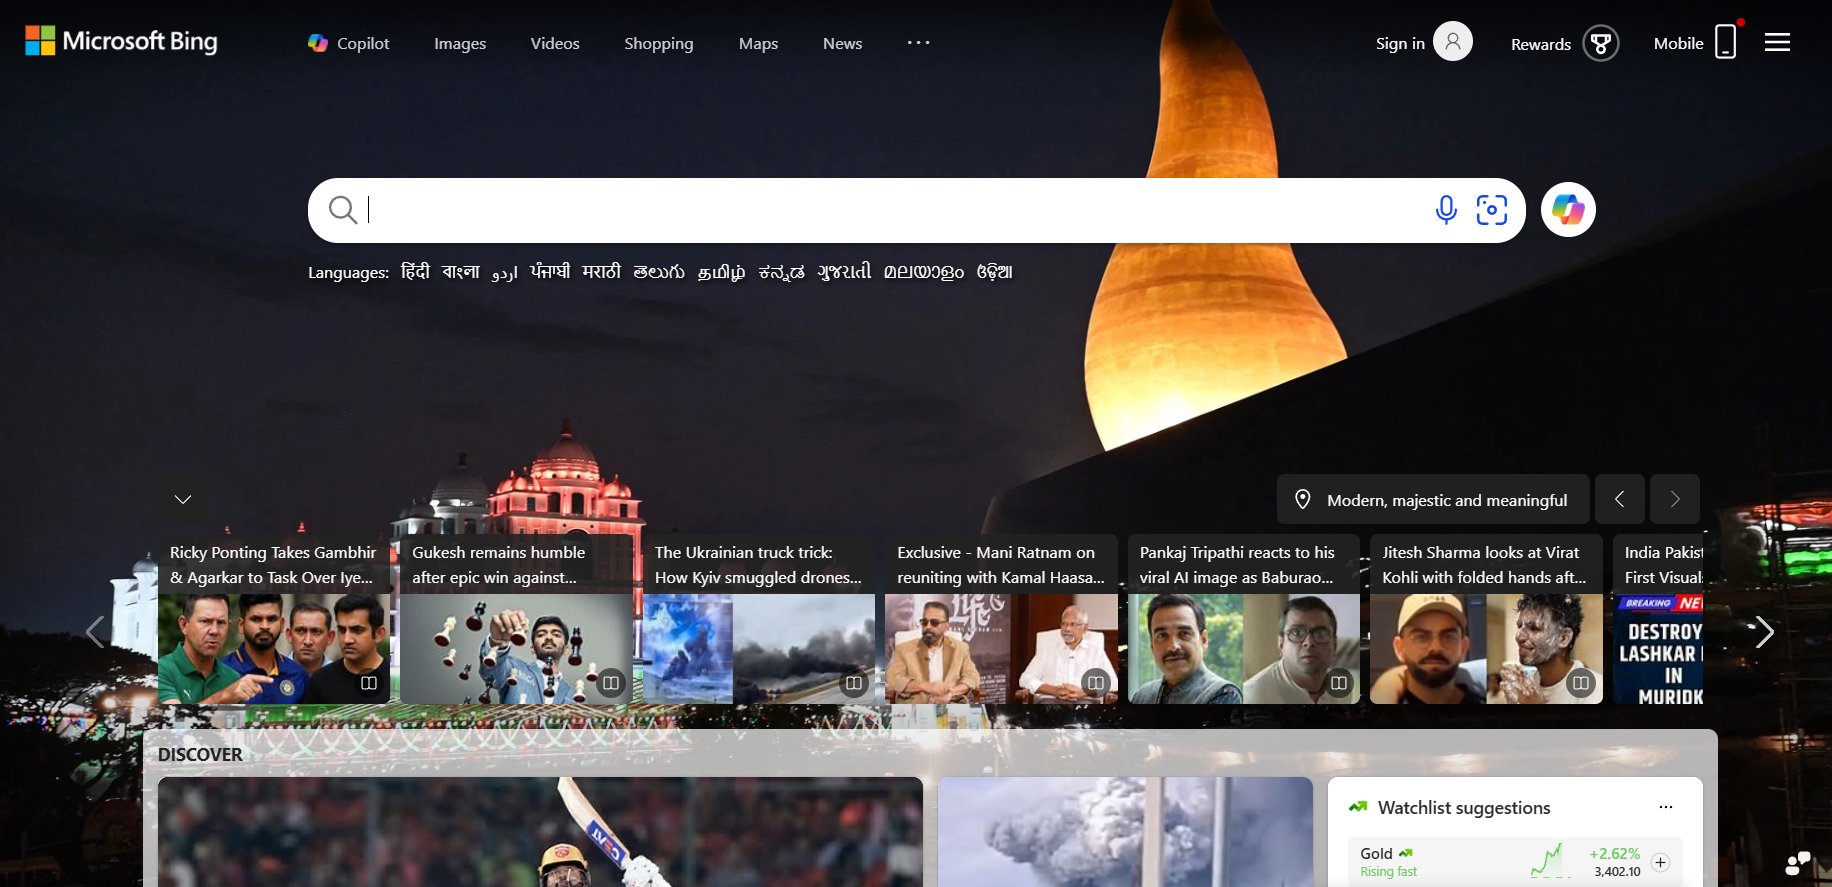 Microsoft Bing
Copilot Images Videos Shopping Maps News ...
Sign in Rewards Mobile
Languages: हिंदी বাংলা اردو ਪੰਜਾਬੀ मराठी తెలుగు தமிழ் ಕನ್ನಡ ગુજરાતી മലയാളം ଓଡ଼ିଆ
Modern, majestic and meaningful
Ricky Ponting Takes Gambhir
& Agarkar to Task Over Iye...
Gukesh remains humble
after epic win against...
The Ukrainian truck trick:
How Kyiv smuggled drones...
Exclusive - Mani Ratnam on
reuniting with Kamal Haasa...
Pankaj Tripathi reacts to his
viral AI image as Baburao...
Jitesh Sharma looks at Virat
Kohli with folded hands aft...
India Pakist
First Visual
BREAKING NE
DESTROY
LASHKAR
IN
MURIDK
DISCOVER
Watchlist suggestions
...
Gold
Rising fast
+2.62%
3,402.10